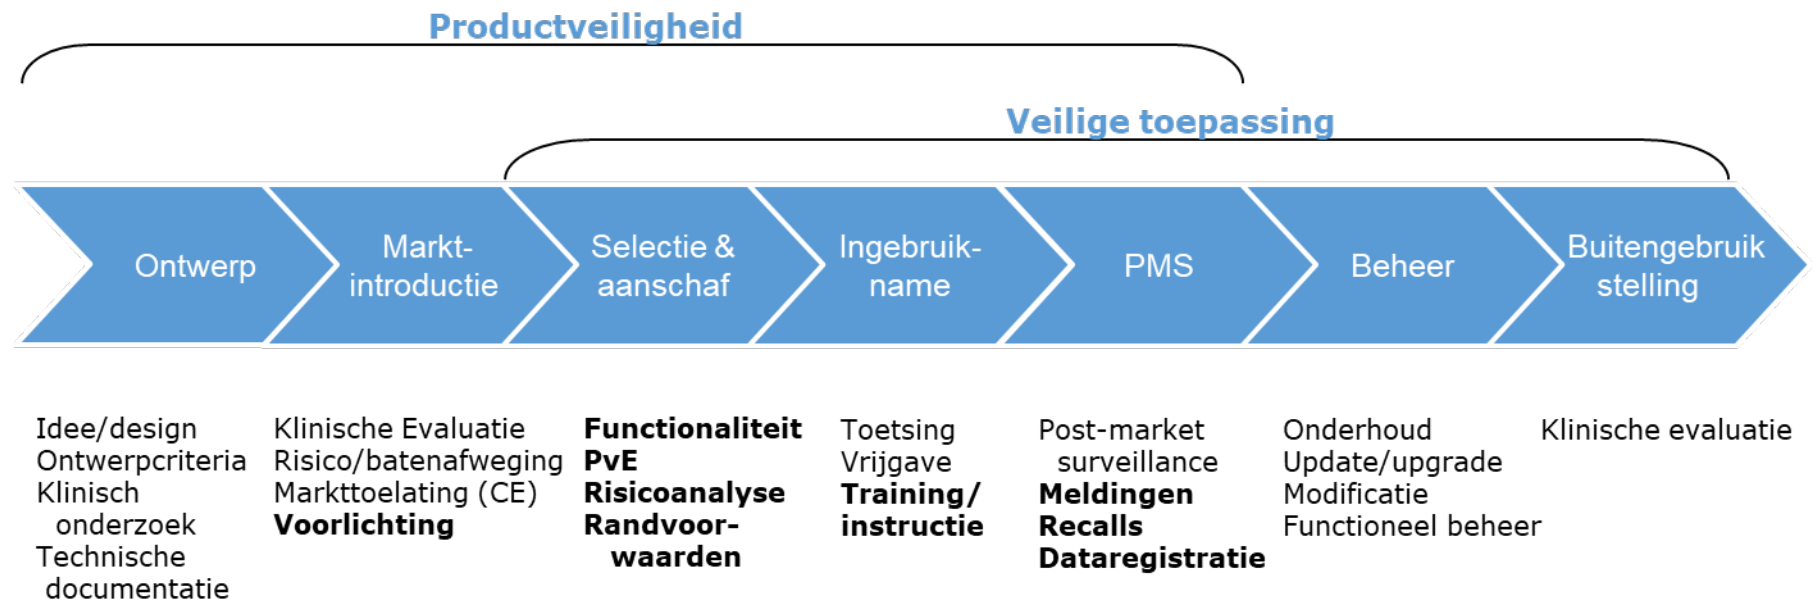 Productveiligheid
Veilige toepassing
Ontwerp
Markt-
introductie
Selectie &
aanschaf
Ingebruik-
name
PMS
Beheer
Buitengebruik
stelling
Idee/design
Ontwerpcriteria
Klinisch
onderzoek
Technische
documentatie
Klinische Evaluatie
Risico/batenafweging
Markttoelating (CE)
Voorlichting
Functionaliteit
PvE
Risicoanalyse
Randvoor-
waarden
Toetsing
Vrijgave
Training/
instructie
Post-market
surveillance
Meldingen
Recalls
Dataregistratie
Onderhoud
Update/upgrade
Modificatie
Functioneel beheer
Klinische evaluatie